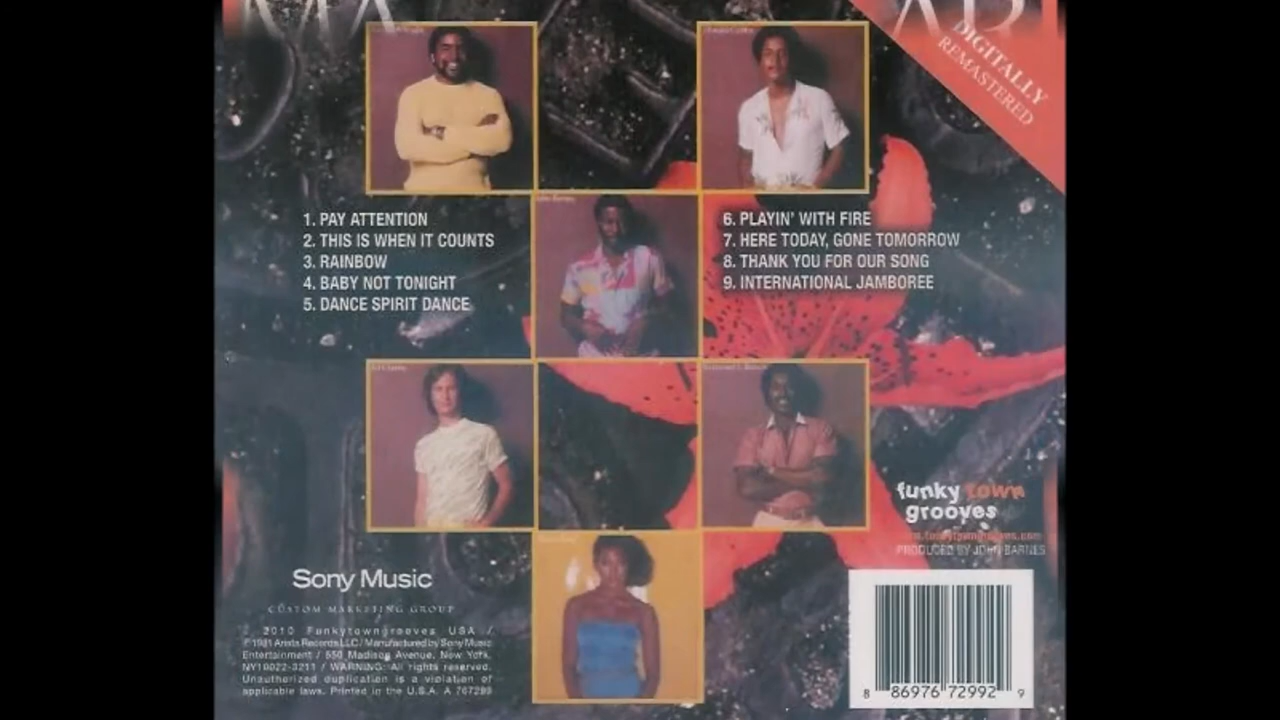 DIGITALLY
REMASTERED
1. PAY ATTENTION
2. THIS IS WHEN IT COUNTS
3. RAINBOW
4. BABY NOT TONIGHT
5. DANCE SPIRIT DANCE
6. PLAYIN' WITH FIRE
7. HERE TODAY, GONE TOMORROW
8. THANK YOU FOR OUR SONG
9. INTERNATIONAL JAMBOREE
funky town
grooves
PRODUCED BY JOHN BARNES
Sony Music
CUSTOM MARKETING GROUP
2010 Funkytowngrooves USA /
℗1981 Arista Records LLC / Manufactured by Sony Music
Entertainment / 550 Madison Avenue, New York,
NY10022-3211 / WARNING: All rights reserved.
Unauthorized duplication is a violation of
applicable laws. Printed in the U.S.A. A 767299
8 86976 72992 9